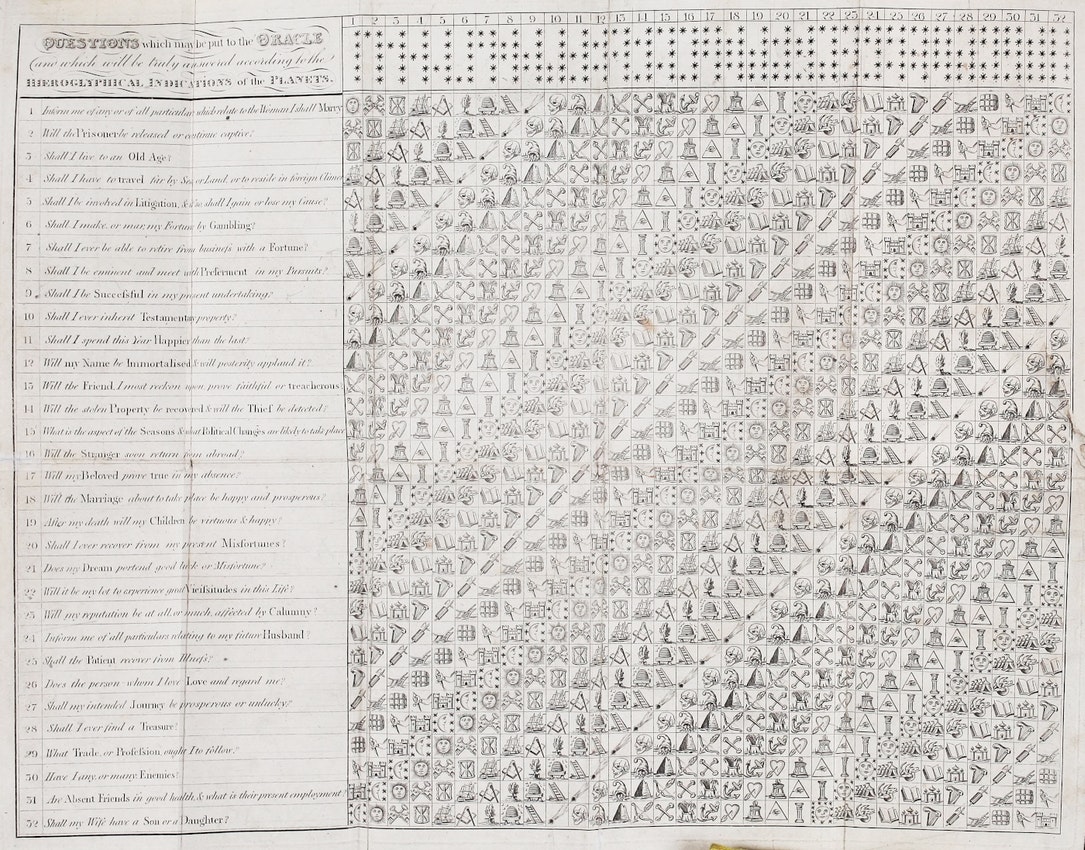 1 2 3 4 5 6 7 8 9 10 11 12 13 14 15 16 17 18 19 20 21 22 23 24 25 26 27 28 29 30 31 32
QUESTIONS which may be put to the ORACLE
and which will be truly answered according to the
HIEROGLYPHICAL INDICATIONS of the PLANETS.
1 Inform me of any or of all particulars which relate to the Woman I shall Marry
2 Will the Prisoner be released or continue captive?
3 Shall I live to an Old Age?
4 Shall I have to travel far by Sea or Land, or to reside in foreign Climes
5 Shall I be involved in Litigation, & if so, shall I gain or lose my Cause?
6 Shall I make, or mar, my Fortune by Gambling?
7 Shall I ever be able to retire from business with a Fortune?
8 Shall I be eminent and meet with Preferment in my Pursuits?
9 Shall I be Successful in my present undertaking?
10 Shall I ever inherit Testamentary property?
11 Shall I spend this Year Happier than the last?
12 Will my Name be Immortalised & will posterity applaud it?
13 Will the Friend, I most reckon upon, prove faithful or treacherous
14 Will the stolen Property be recovered & will the Thief be detected?
15 What is the aspect of the Seasons & what Political Changes are likely to take place
16 Will the Stranger soon return from abroad?
17 Will my Beloved prove true in my absence?
18 Will the Marriage about to take place be happy and prosperous?
19 After my death will my Children be virtuous & happy?
20 Shall I ever recover from my present Misfortunes?
21 Does my Dream portend good luck or Misfortune?
22 Will it be my lot to experience great Vicissitudes in this Life?
23 Will my reputation be at all or much, affected by Calumny?
24 Inform me of all particulars relating to my future Husband?
25 Shall the Patient recover from Illness?
26 Does the person whom I love Love and regard me?
27 Shall my intended Journey be prosperous or unlucky?
28 Shall I ever find a Treasure?
29 What Trade, or Profession, ought I to follow?
30 Have I any, or many, Enemies?
31 Are Absent Friends in good health, & what is their present employment
32 Shall my Wife have a Son or a Daughter?